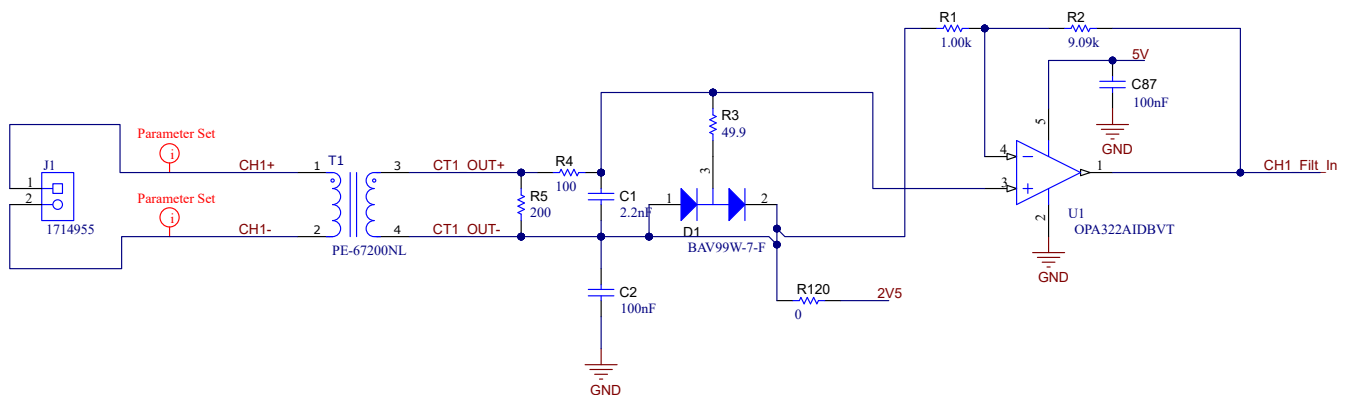 R1
1.00k
R2
9.09k
5V
C87
100nF
GND
5
4
3
1
2
CH1_Filt_In
U1
OPA322AIDBVT
GND
Parameter Set
i
J1
1
2
1714955
CH1+
Parameter Set
i
CH1-
T1
1
2
3
4
PE-67200NL
CT1_OUT+
CT1_OUT-
R4
100
R5
200
C1
2.2nF
R3
49.9
3
1
2
D1
BAV99W-7-F
C2
100nF
GND
R120
0
2V5